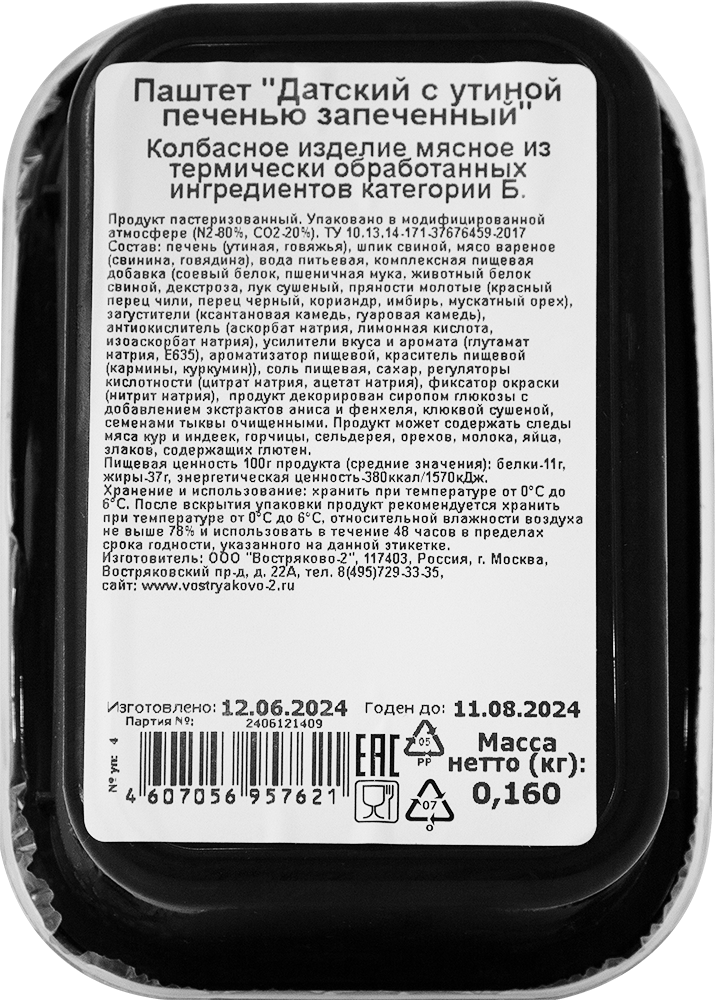 Паштет "Датский с утиной
печенью запеченный"
Колбасное изделие мясное из
термически обработанных
ингредиентов категории Б.
Продукт пастеризованный. Упаковано в модифицированной
атмосфере (N2-80%, CO2-20%). ТУ 10.13.14-171-37676459-2017
Состав: печень (утиная, говяжья), шпик свиной, мясо вареное
(свинина, говядина), вода питьевая, комплексная пищевая
добавка (соевый белок, пшеничная мука, животный белок
свиной, декстроза, лук сушеный, пряности молотые (красный
перец чили, перец черный, кориандр, имбирь, мускатный орех),
загустители (ксантановая камедь, гуаровая камедь),
антиокислитель (аскорбат натрия, лимонная кислота,
изоаскорбат натрия), усилители вкуса и аромата (глутамат
натрия, Е635), ароматизатор пищевой, краситель пищевой
(кармины, куркумин)), соль пищевая, сахар, регуляторы
кислотности (цитрат натрия, ацетат натрия), фиксатор окраски
(нитрит натрия), продукт декорирован сиропом глюкозы с
добавлением экстрактов аниса и фенхеля, клюквой сушеной,
семенами тыквы очищенными. Продукт может содержать следы
мяса кур и индеек, горчицы, сельдерея, орехов, молока, яйца,
злаков, содержащих глютен.
Пищевая ценность 100г продукта (средние значения): белки-11г,
жиры-37г, энергетическая ценность-380ккал/1570кДж.
Хранение и использование: хранить при температуре от 0°С до
6°С. После вскрытия упаковки продукт рекомендуется хранить
при температуре от 0°С до 6°С, относительной влажности воздуха
не выше 78% и использовать в течение 48 часов в пределах
срока годности, указанного на данной этикетке.
Изготовитель: ООО "Востряково-2", 117403, Россия, г. Москва,
Востряковский пр-д, д. 22А, тел. 8(495)729-33-35,
сайт: www.vostryakovo-2.ru
Изготовлено: 12.06.2024 Годен до: 11.08.2024
Партия №: 2406121409
№ уп: 4
4 607056 957621
EAC
05
PP
07
O
Масса
нетто (кг):
0,160